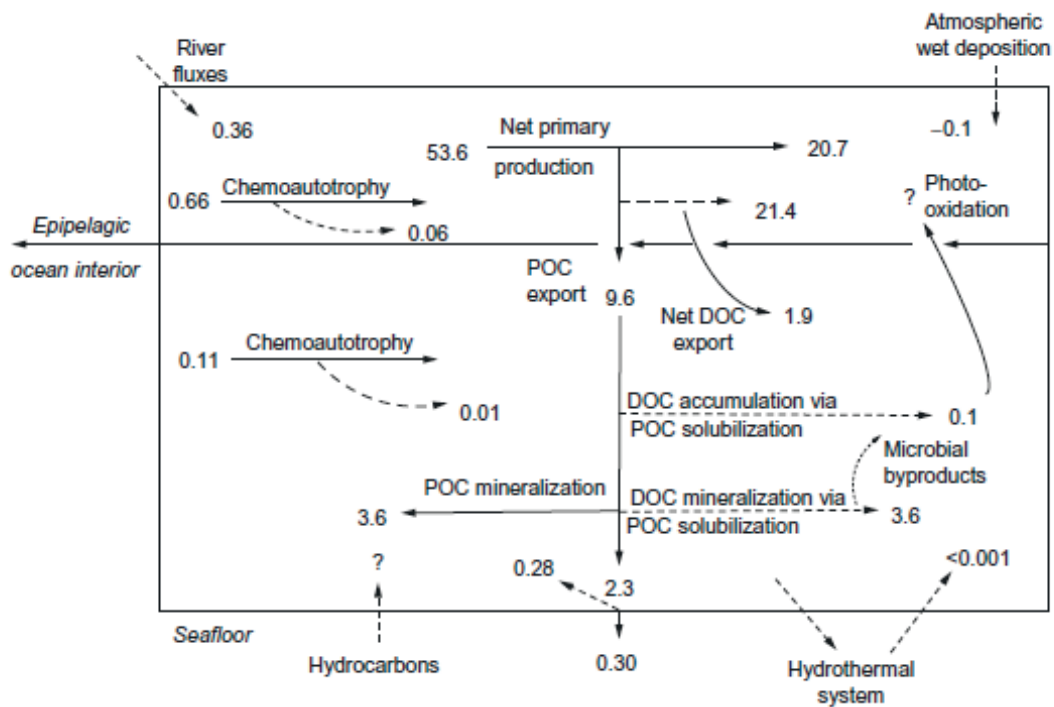 River
fluxes
Atmospheric
wet deposition
0.36
Net primary
–0.1
53.6
20.7
production
Chemoautotrophy
0.66
?
Photo-
oxidation
21.4
0.06
Epipelagic
ocean interior
POC
export
9.6
Net DOC
export
1.9
Chemoautotrophy
0.11
DOC accumulation via
0.01
0.1
POC solubilization
Microbial
byproducts
POC mineralization
DOC mineralization via
3.6
POC solubilization
3.6
?
0.28
2.3
<0.001
Seafloor
Hydrocarbons
0.30
Hydrothermal
system